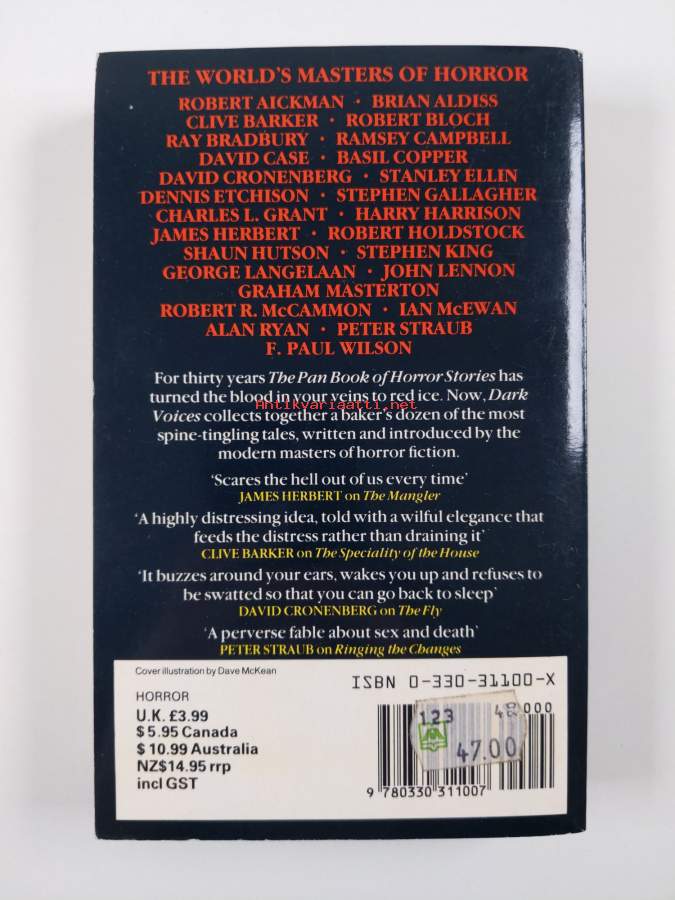 THE WORLD'S MASTERS OF HORROR
ROBERT AICKMAN · BRIAN ALDISS
CLIVE BARKER · ROBERT BLOCH
RAY BRADBURY · RAMSEY CAMPBELL
DAVID CASE · BASIL COPPER
DAVID CRONENBERG · STANLEY ELLIN
DENNIS ETCHISON · STEPHEN GALLAGHER
CHARLES L. GRANT · HARRY HARRISON
JAMES HERBERT · ROBERT HOLDSTOCK
SHAUN HUTSON · STEPHEN KING
GEORGE LANGELAAN · JOHN LENNON
GRAHAM MASTERTON
ROBERT R. McCAMMON · IAN McEWAN
ALAN RYAN · PETER STRAUB
F. PAUL WILSON
For thirty years The Pan Book of Horror Stories has
turned the blood in your veins to red ice. Now, Dark
Antikvariaatti.net
Voices collects together a baker's dozen of the most
spine-tingling tales, written and introduced by the
modern masters of horror fiction.
'Scares the hell out of us every time'
JAMES HERBERT on The Mangler
'A highly distressing idea, told with a wilful elegance that
feeds the distress rather than draining it'
CLIVE BARKER on The Speciality of the House
'It buzzes around your ears, wakes you up and refuses to
be swatted so that you can go back to sleep'
DAVID CRONENBERG on The Fly
'A perverse fable about sex and death'
PETER STRAUB on Ringing the Changes
Cover illustration by Dave McKean
HORROR
U.K. £3.99
$ 5.95 Canada
$ 10.99 Australia
NZ$14.95 rrp
incl GST
ISBN 0-330-31100-X
123
000
47.00
9 780330 311007